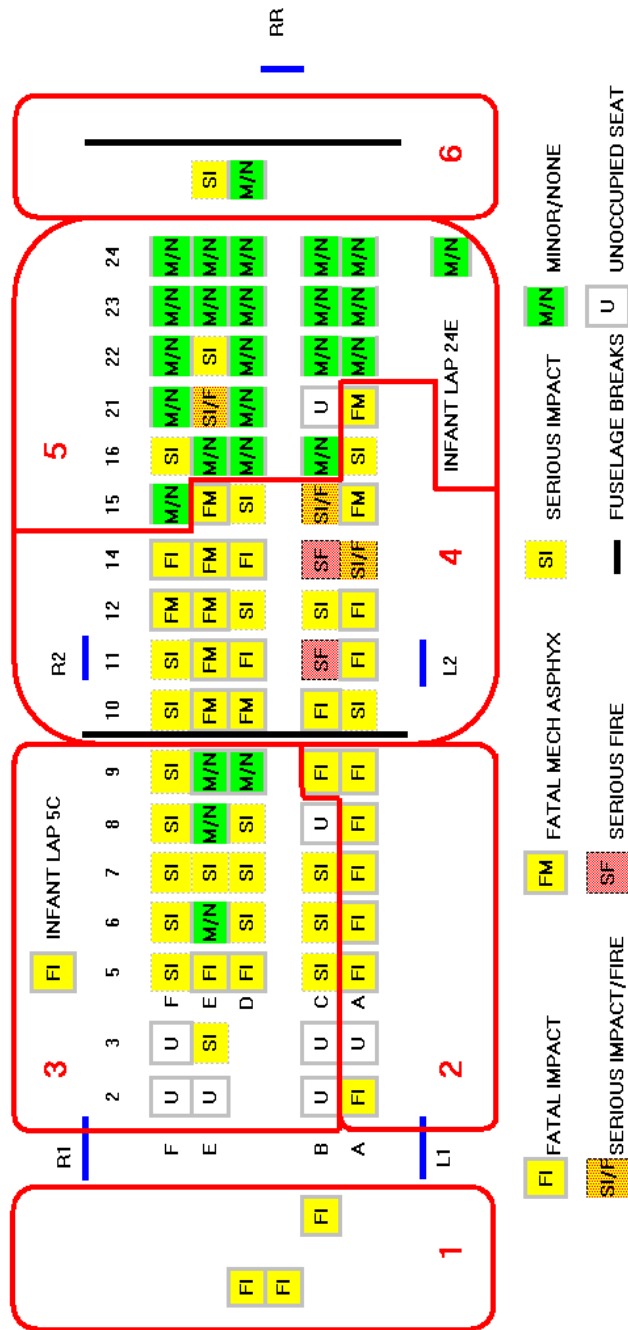 R1
3
FI INFANT LAP 5C
R2
5
2 3 5 6 7 8 9 10 11 12 14 15 16 21 22 23 24
F U U F SI SI SI SI SI SI SI FM FI M/N SI M/N M/N M/N M/N
E U SI E FI M/N SI M/N M/N FM FM FM FM FM M/N SI/F SI M/N M/N SI
FI D FI SI SI SI M/N FM FI SI FI SI M/N M/N M/N M/N M/N M/N
FI
RR
FI B U U C SI SI SI U FI FI SF SI SF SI/F M/N U M/N M/N M/N
A FI U A FI FI FI FI FI SI FI FI SI/F FM SI FM M/N M/N M/N
1
L1
2
L2
4
INFANT LAP 24E
M/N
6
FI FATAL IMPACT
FM FATAL MECH ASPHYX
SI SERIOUS IMPACT
M/N MINOR/NONE
SI/F SERIOUS IMPACT/FIRE
SF SERIOUS FIRE
FUSELAGE BREAKS
U UNOCCUPIED SEAT